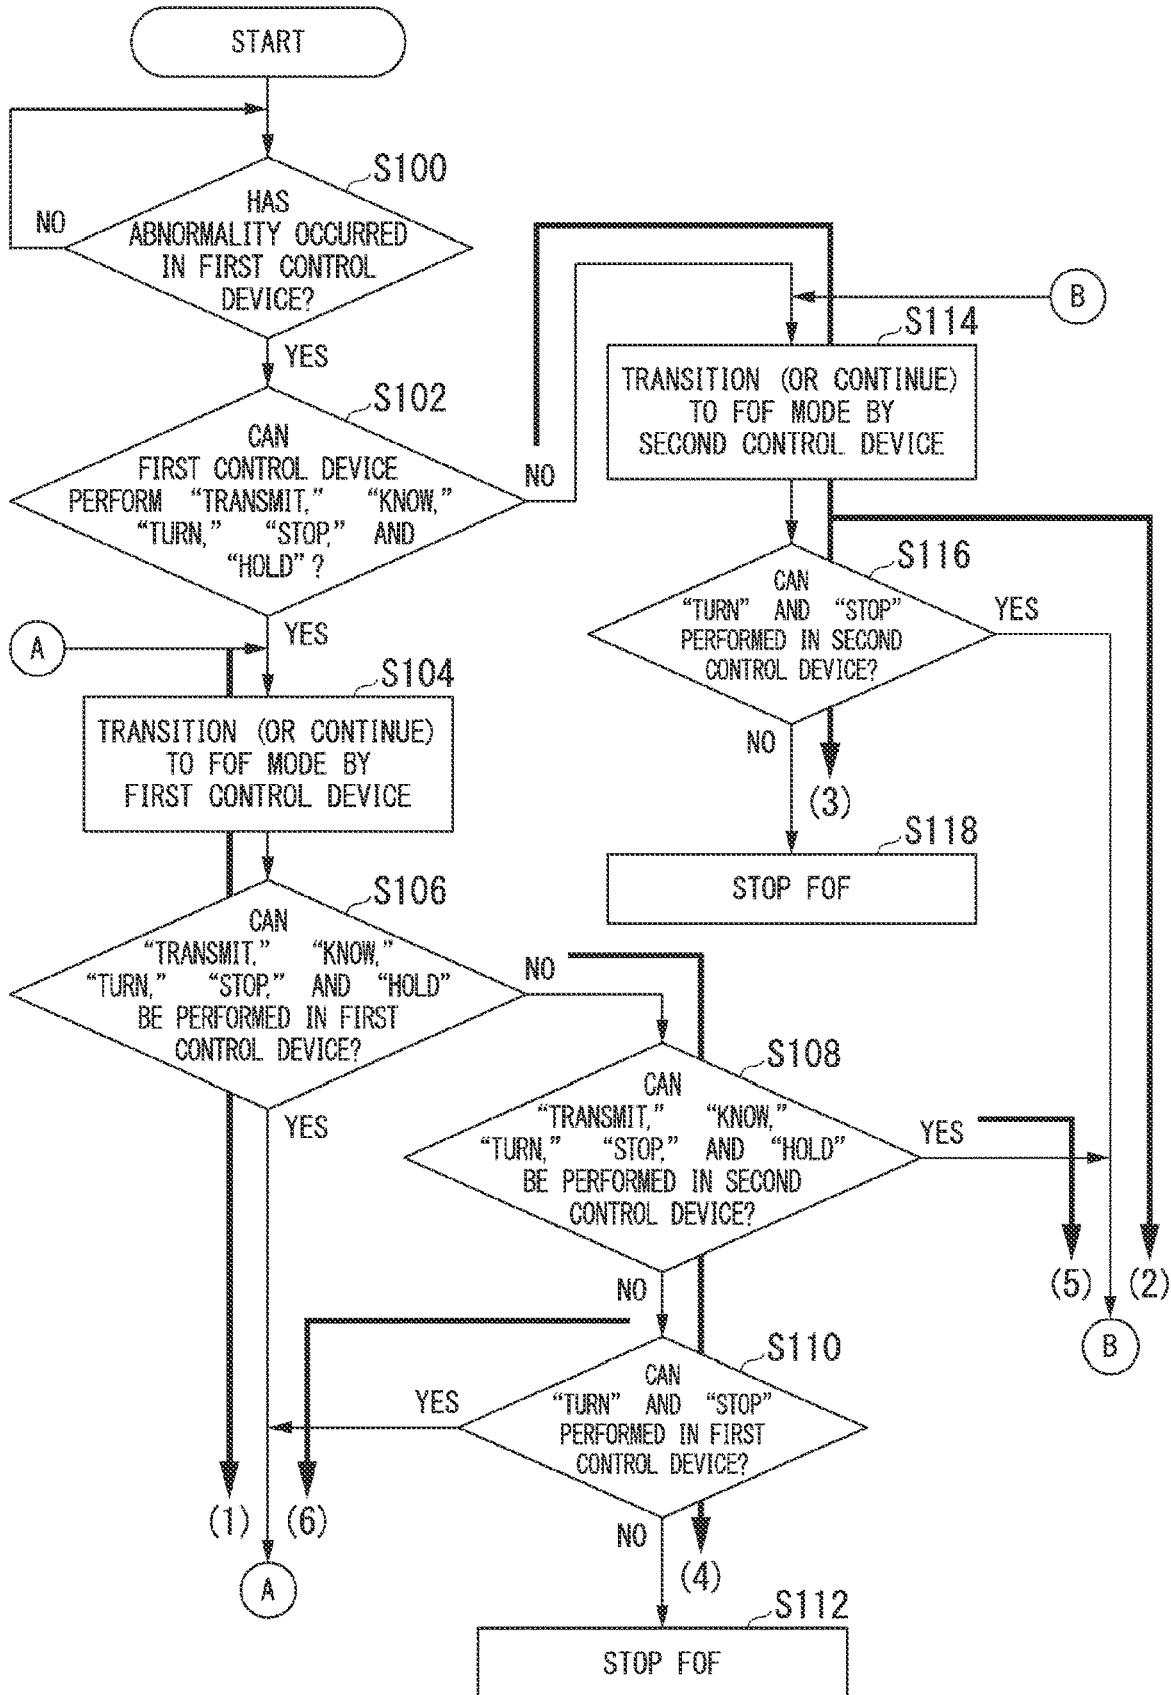 START
S100
HAS
ABNORMALITY OCCURRED
IN FIRST CONTROL
DEVICE?
NO
YES
S102
CAN
FIRST CONTROL DEVICE
PERFORM “TRANSMIT,” “KNOW,”
“TURN,” “STOP,” AND
“HOLD”?
NO
YES
A
S104
TRANSITION (OR CONTINUE)
TO FOF MODE BY
FIRST CONTROL DEVICE
S106
CAN
“TRANSMIT,” “KNOW,”
“TURN,” “STOP,” AND “HOLD”
BE PERFORMED IN FIRST
CONTROL DEVICE?
NO
YES
S108
CAN
“TRANSMIT,” “KNOW,”
“TURN,” “STOP,” AND “HOLD”
BE PERFORMED IN SECOND
CONTROL DEVICE?
YES
NO
S110
CAN
“TURN” AND “STOP”
PERFORMED IN FIRST
CONTROL DEVICE?
YES
NO
(1)
(6)
(4)
A
S112
STOP FOF
B
S114
TRANSITION (OR CONTINUE)
TO FOF MODE BY
SECOND CONTROL DEVICE
S116
CAN
“TURN” AND “STOP”
PERFORMED IN SECOND
CONTROL DEVICE?
YES
NO
(3)
S118
STOP FOF
(5)
(2)
B